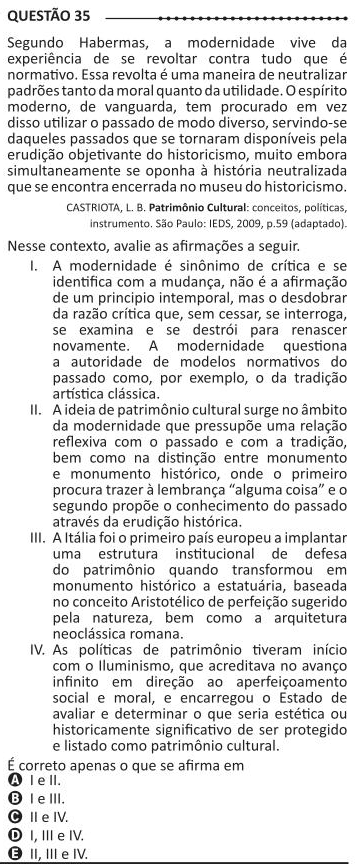 QUESTÃO 35
Segundo Habermas, a modernidade vive da
experiência de se revoltar contra tudo que é
normativo. Essa revolta é uma maneira de neutralizar
padrões tanto da moral quanto da utilidade. O espírito
moderno, de vanguarda, tem procurado em vez
disso utilizar o passado de modo diverso, servindo-se
daqueles passados que se tornaram disponíveis pela
erudição objetivante do historicismo, muito embora
simultaneamente se oponha à história neutralizada
que se encontra encerrada no museu do historicismo.
CASTRIOTA, L. B. Patrimônio Cultural: conceitos, políticas,
instrumento. São Paulo: IEDS, 2009, p.59 (adaptado).
Nesse contexto, avalie as afirmações a seguir.
I. A modernidade é sinônimo de crítica e se
identifica com a mudança, não é a afirmação
de um principio intemporal, mas o desdobrar
da razão crítica que, sem cessar, se interroga,
se examina e se destrói para renascer
novamente. A modernidade questiona
a autoridade de modelos normativos do
passado como, por exemplo, o da tradição
artística clássica.
II. A ideia de patrimônio cultural surge no âmbito
da modernidade que pressupõe uma relação
reflexiva com o passado e com a tradição,
bem como na distinção entre monumento
e monumento histórico, onde o primeiro
procura trazer à lembrança “alguma coisa” e o
segundo propõe o conhecimento do passado
através da erudição histórica.
III. A Itália foi o primeiro país europeu a implantar
uma estrutura institucional de defesa
do patrimônio quando transformou em
monumento histórico a estatuária, baseada
no conceito Aristotélico de perfeição sugerido
pela natureza, bem como a arquitetura
neoclássica romana.
IV. As políticas de patrimônio tiveram início
com o Iluminismo, que acreditava no avanço
infinito em direção ao aperfeiçoamento
social e moral, e encarregou o Estado de
avaliar e determinar o que seria estética ou
historicamente significativo de ser protegido
e listado como patrimônio cultural.
É correto apenas o que se afirma em
A I e II.
B I e III.
C II e IV.
D I, III e IV.
E II, III e IV.